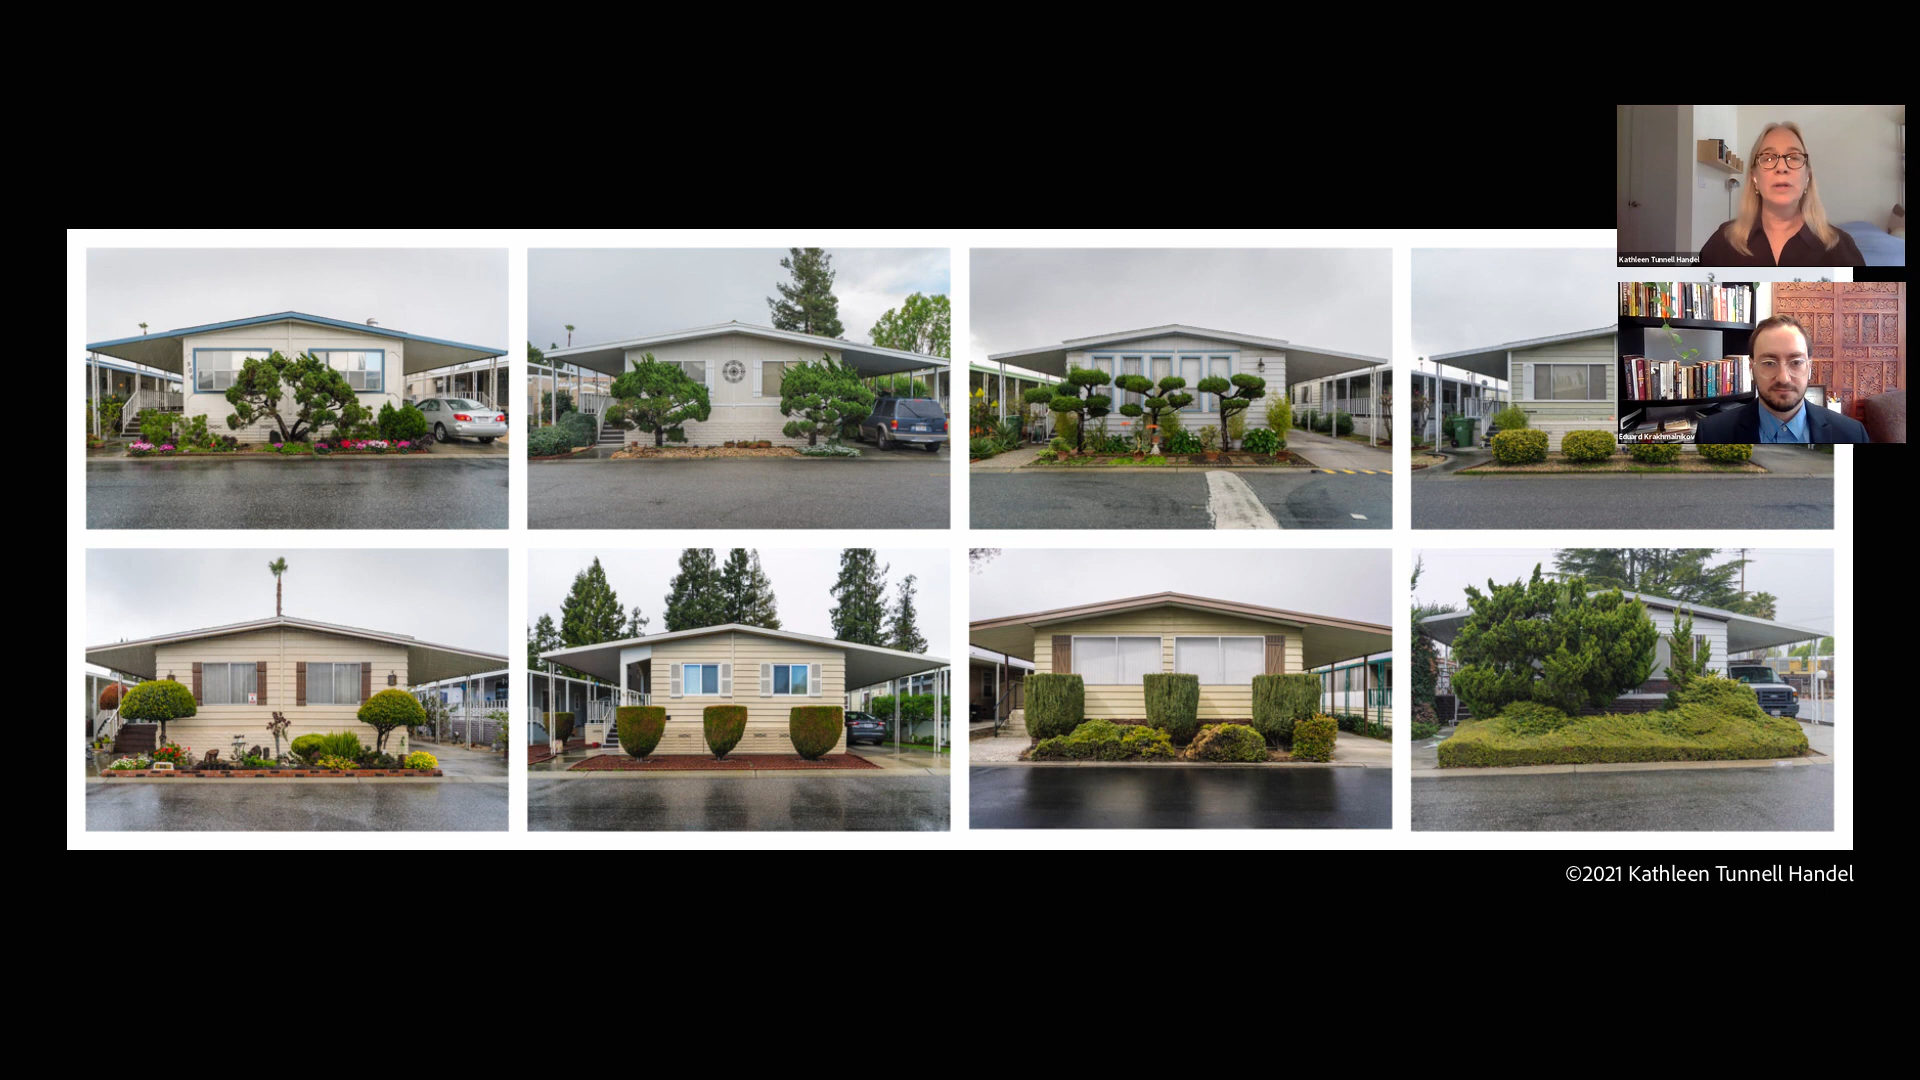 Kathleen Tunnell Handel
Eduard Krakhmalnikov
©2021 Kathleen Tunnell Handel